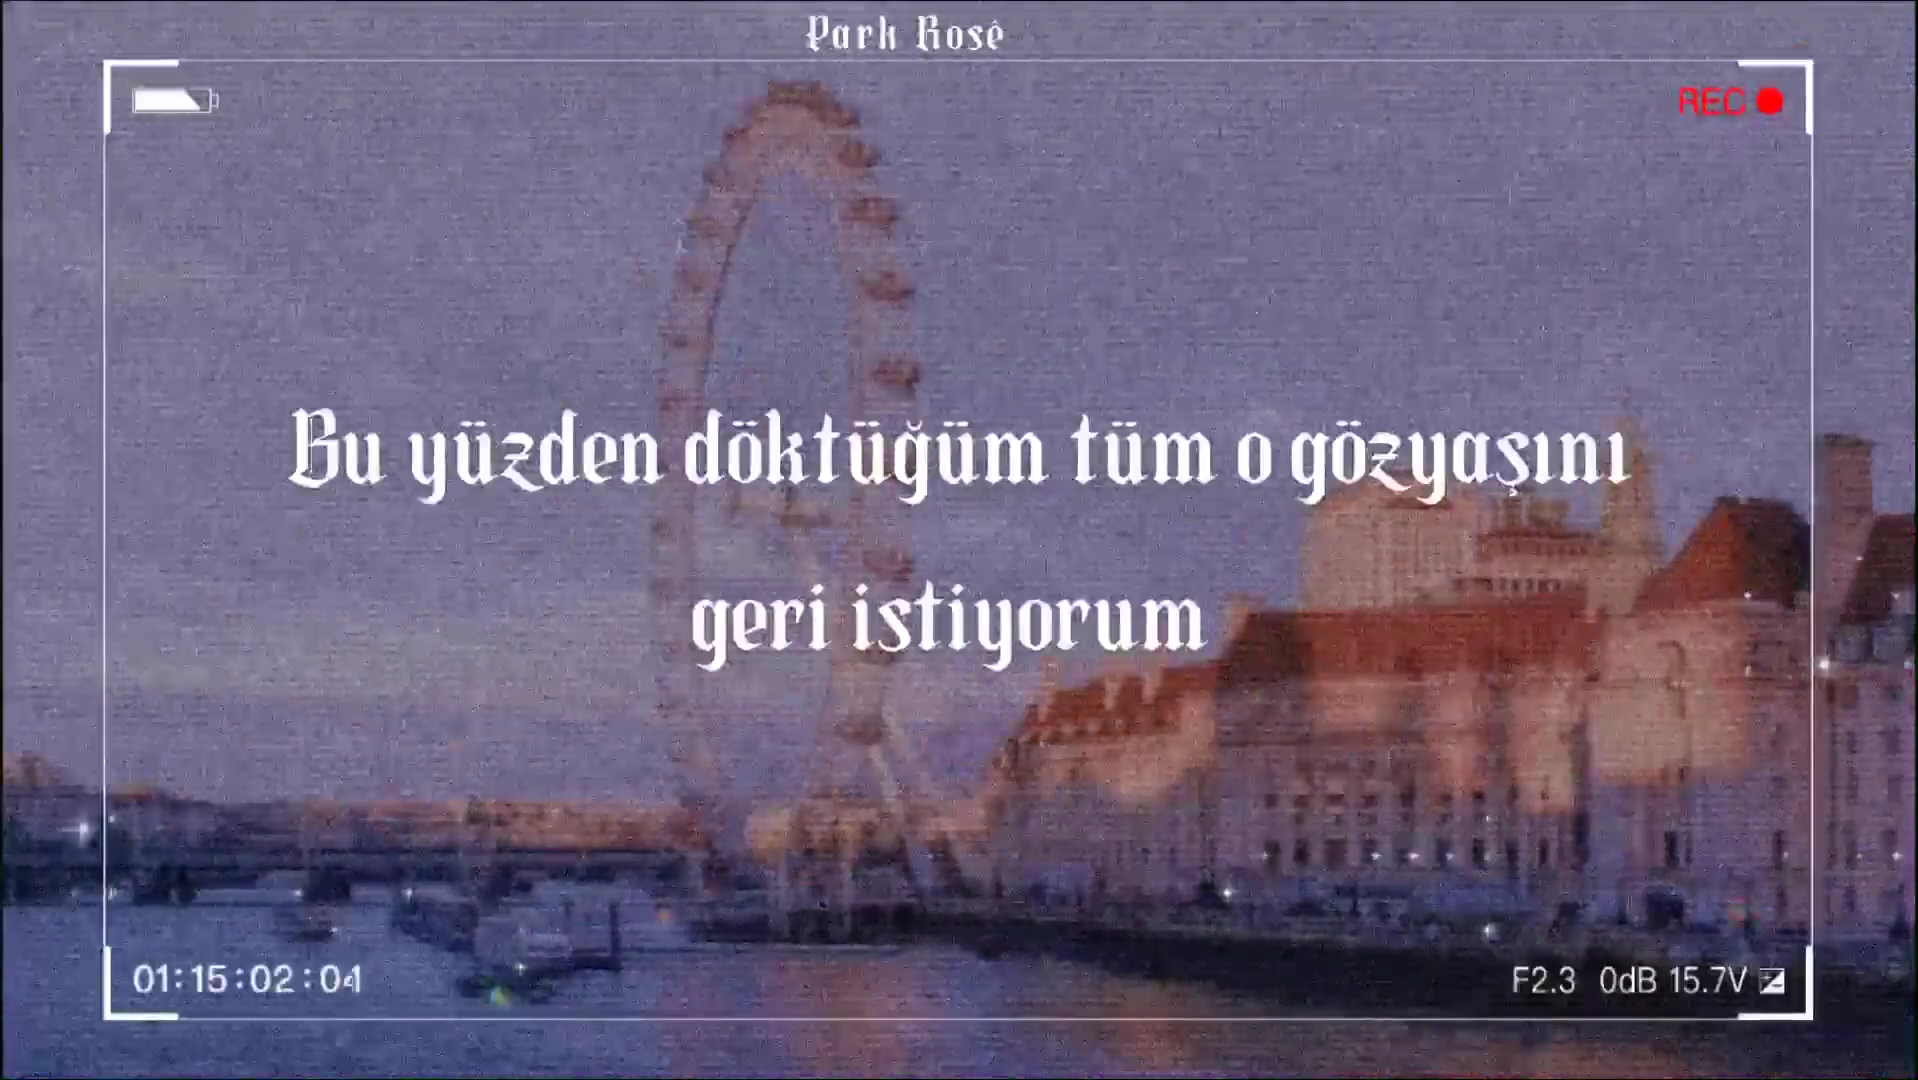 Park Rosé
REC
Bu yüzden döktüğüm tüm o gözyaşını
geri istiyorum
01:15:02:04
F2.3 0dB 15.7V